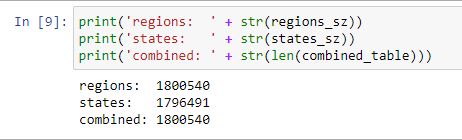 In [9]: print('regions:  ' + str(regions_sz))
print('states:   ' + str(states_sz))
print('combined: ' + str(len(combined_table)))
regions:  1800540
states:   1796491
combined: 1800540